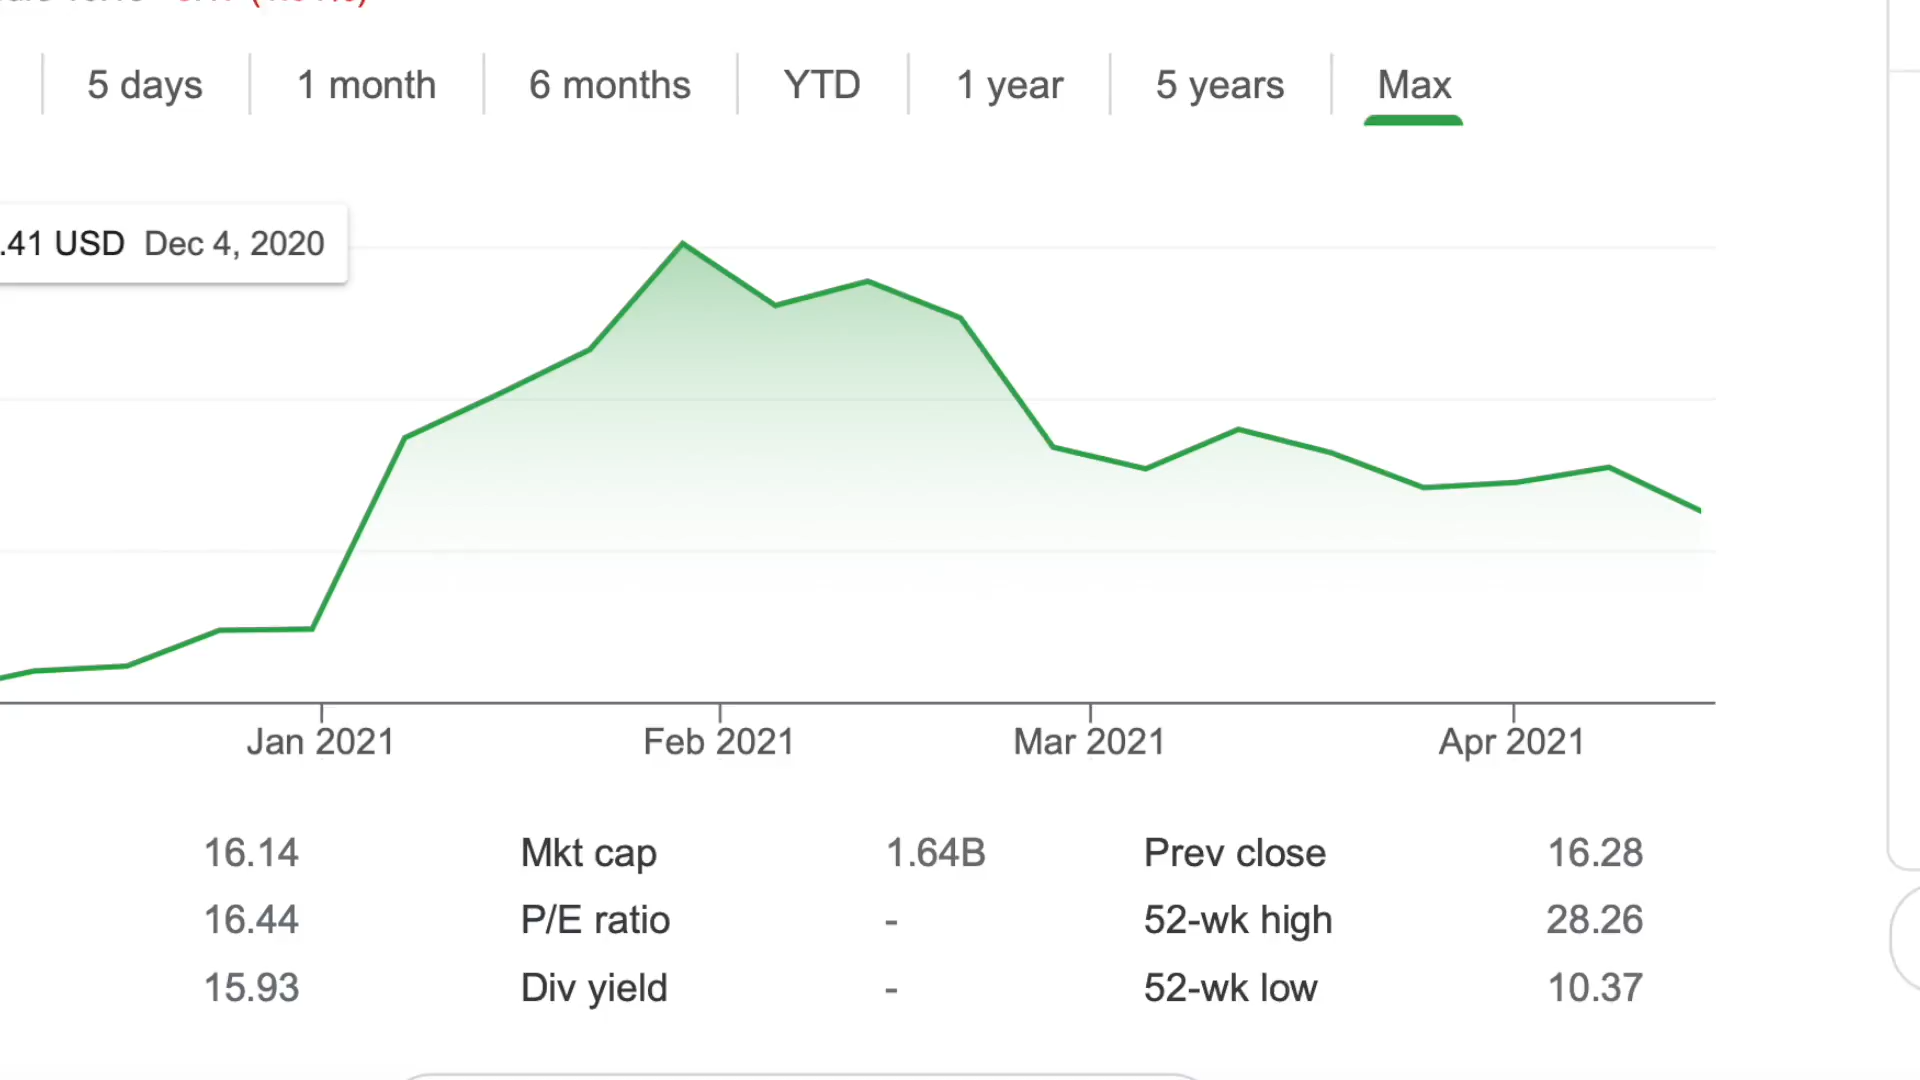 5 days 1 month 6 months YTD 1 year 5 years Max
.41 USD Dec 4, 2020
Jan 2021 Feb 2021 Mar 2021 Apr 2021
16.14 Mkt cap 1.64B Prev close 16.28
16.44 P/E ratio - 52-wk high 28.26
15.93 Div yield - 52-wk low 10.37